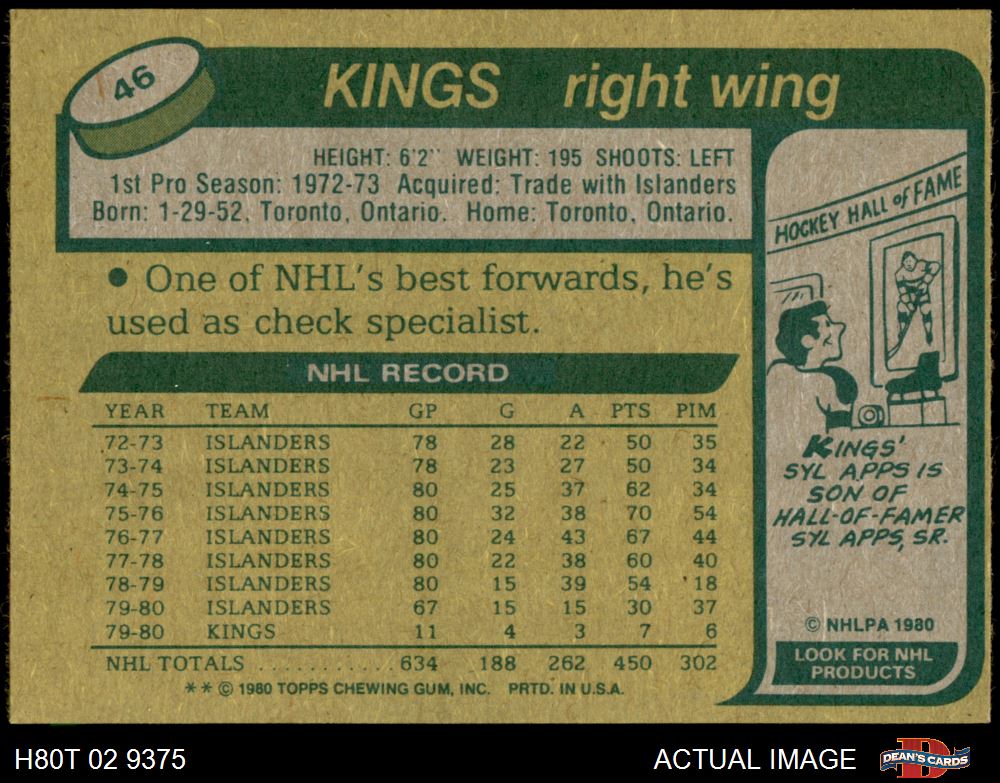 46
KINGS right wing
HEIGHT: 6'2" WEIGHT: 195 SHOOTS: LEFT
1st Pro Season: 1972-73 Acquired: Trade with Islanders
Born: 1-29-52, Toronto, Ontario. Home: Toronto, Ontario.
● One of NHL's best forwards, he's
used as check specialist.
NHL RECORD
YEAR TEAM GP G A PTS PIM
72-73 ISLANDERS 78 28 22 50 35
73-74 ISLANDERS 78 23 27 50 34
74-75 ISLANDERS 80 25 37 62 34
75-76 ISLANDERS 80 32 38 70 54
76-77 ISLANDERS 80 24 43 67 44
77-78 ISLANDERS 80 22 38 60 40
78-79 ISLANDERS 80 15 39 54 18
79-80 ISLANDERS 67 15 15 30 37
79-80 KINGS 11 4 3 7 6
NHL TOTALS ...........634 188 262 450 302
** © 1980 TOPPS CHEWING GUM, INC. PRTD. IN U.S.A.
HOCKEY HALL of FAME
KINGS'
SYL APPS IS
SON OF
HALL-OF-FAMER
SYL APPS, SR.
© NHLPA 1980
LOOK FOR NHL
PRODUCTS
H80T 02 9375
ACTUAL IMAGE
DEAN'S CARDS